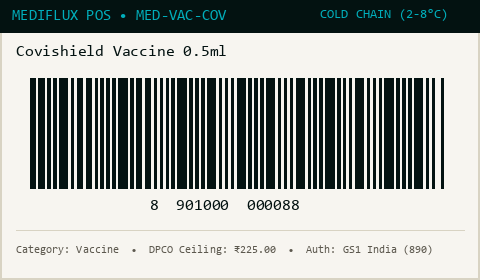 MEDIFLUX POS • MED-VAC-COV
COLD CHAIN (2-8°C)
Covishield Vaccine 0.5ml
8 901000 000088
Category: Vaccine • DPCO Ceiling: ₹225.00 • Auth: GS1 India (890)